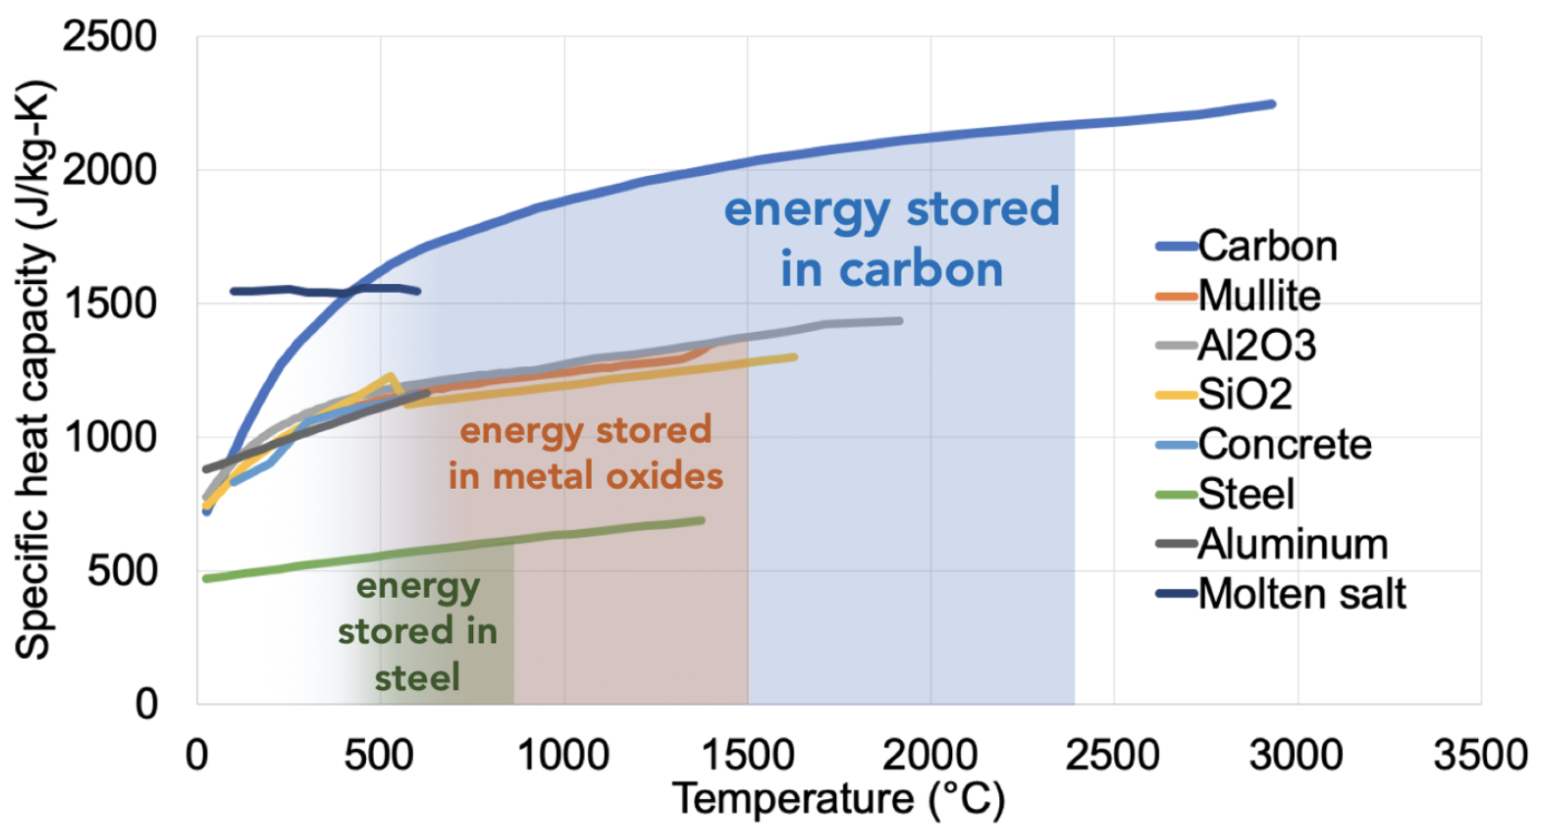 Specific heat capacity (J/kg-K)
2500
2000
1500
1000
500
0
0 500 1000 1500 2000 2500 3000 3500
Temperature (°C)
energy stored
in carbon
energy stored
in metal oxides
energy
stored in
steel
Carbon
Mullite
Al2O3
SiO2
Concrete
Steel
Aluminum
Molten salt